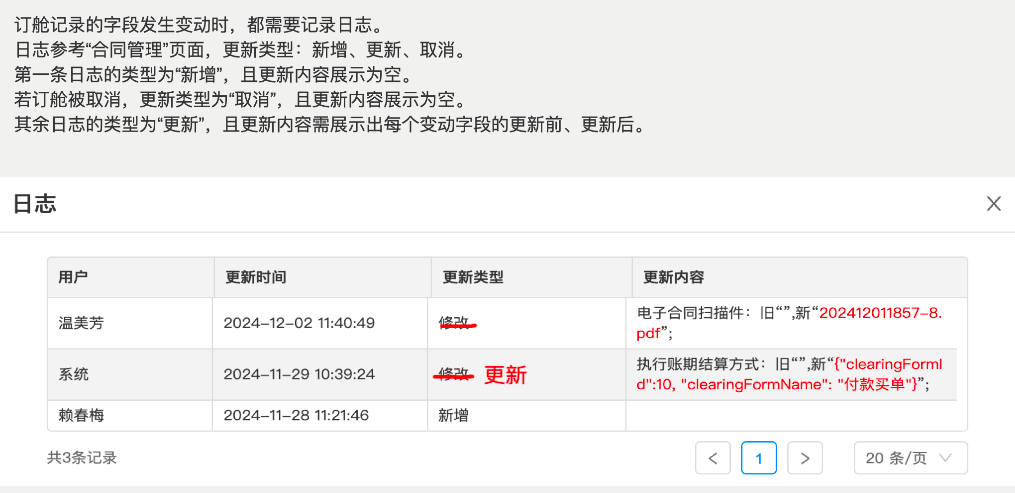 订舱记录的字段发生变动时，都需要记录日志。
日志参考“合同管理”页面，更新类型：新增、更新、取消。
第一条日志的类型为“新增”，且更新内容展示为空。
若订舱被取消，更新类型为“取消”，且更新内容展示为空。
其余日志的类型为“更新”，且更新内容需展示出每个变动字段的更新前、更新后。
日志
用户 更新时间 更新类型 更新内容
温美芳 2024-12-02 11:40:49 修改 电子合同扫描件：旧“”,新“202412011857-8.
pdf”;
系统 2024-11-29 10:39:24 修改 更新 执行账期结算方式：旧“”,新“{"clearingFormI
d":10, "clearingFormName": "付款买单"}”;
赖春梅 2024-11-28 11:21:46 新增
共3条记录 < 1 > 20 条/页